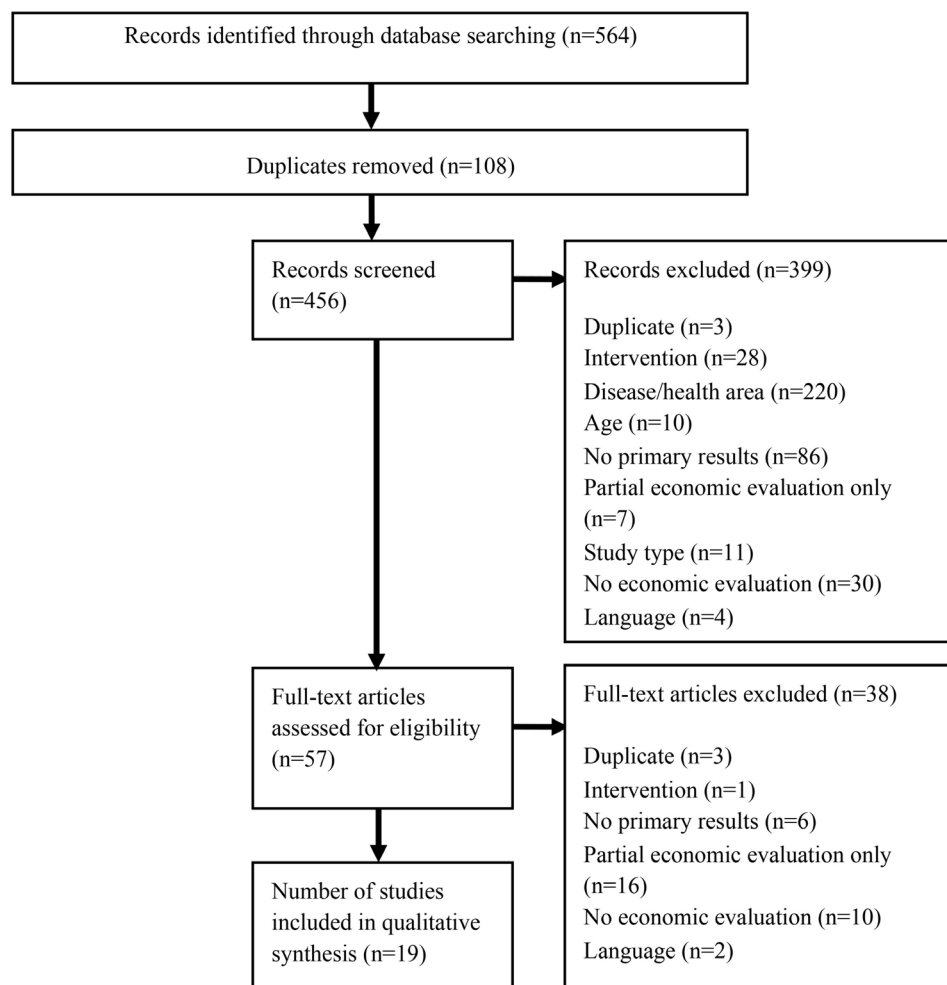 Records identified through database searching (n=564)
Duplicates removed (n=108)
Records screened
(n=456)
Records excluded (n=399)
Duplicate (n=3)
Intervention (n=28)
Disease/health area (n=220)
Age (n=10)
No primary results (n=86)
Partial economic evaluation only
(n=7)
Study type (n=11)
No economic evaluation (n=30)
Language (n=4)
Full-text articles
assessed for eligibility
(n=57)
Full-text articles excluded (n=38)
Duplicate (n=3)
Intervention (n=1)
No primary results (n=6)
Partial economic evaluation only
(n=16)
No economic evaluation (n=10)
Language (n=2)
Number of studies
included in qualitative
synthesis (n=19)